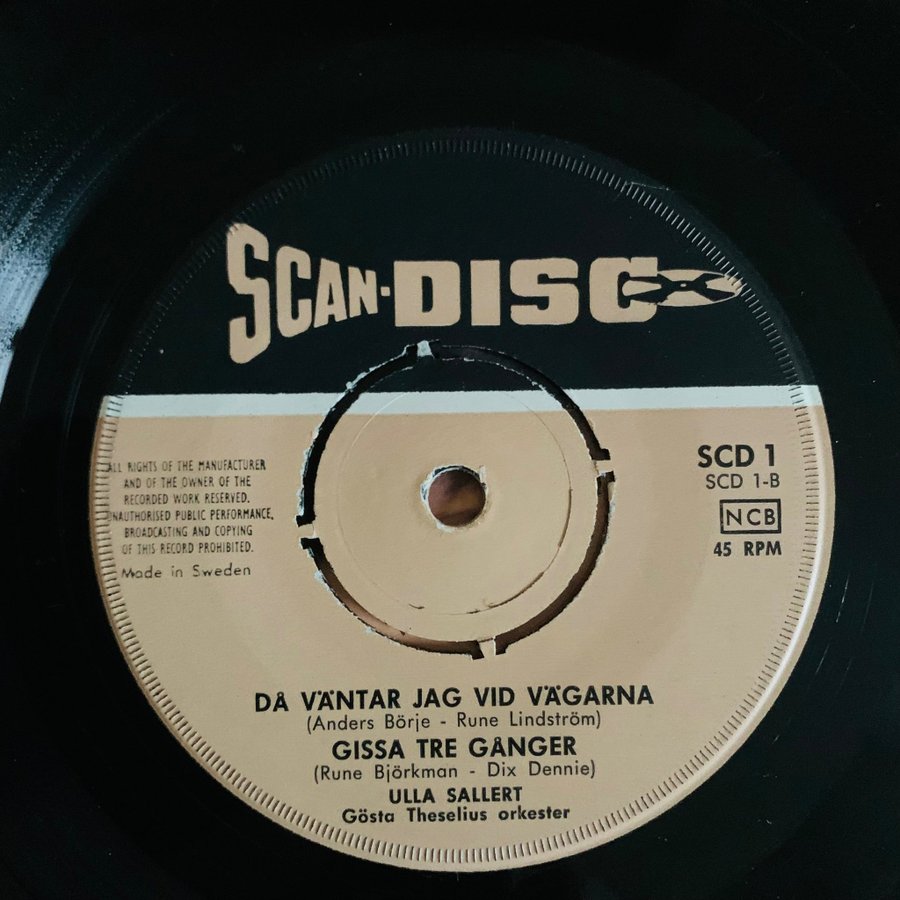 SCAN-DISC
ALL RIGHTS OF THE MANUFACTURER
AND OF THE OWNER OF THE
RECORDED WORK RESERVED.
UNAUTHORISED PUBLIC PERFORMANCE,
BROADCASTING AND COPYING
OF THIS RECORD PROHIBITED.
Made in Sweden
SCD 1
SCD 1-B
NCB
45 RPM
DÅ VÄNTAR JAG VID VÄGARNA
(Anders Börje - Rune Lindström)
GISSA TRE GÅNGER
(Rune Björkman - Dix Dennie)
ULLA SALLERT
Gösta Theselius orkester